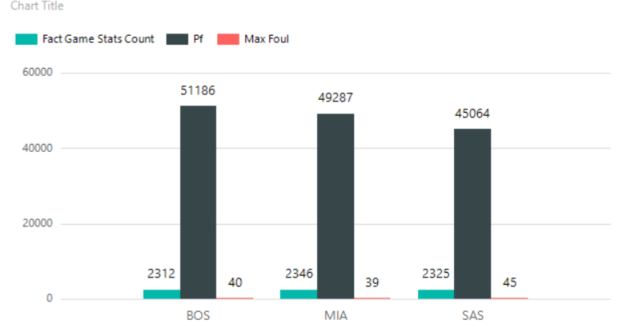 Chart Title
Fact Game Stats Count Pf Max Foul
60000
51186
49287
45064
40000
20000
2312 40 2346 39 2325 45
0
BOS MIA SAS